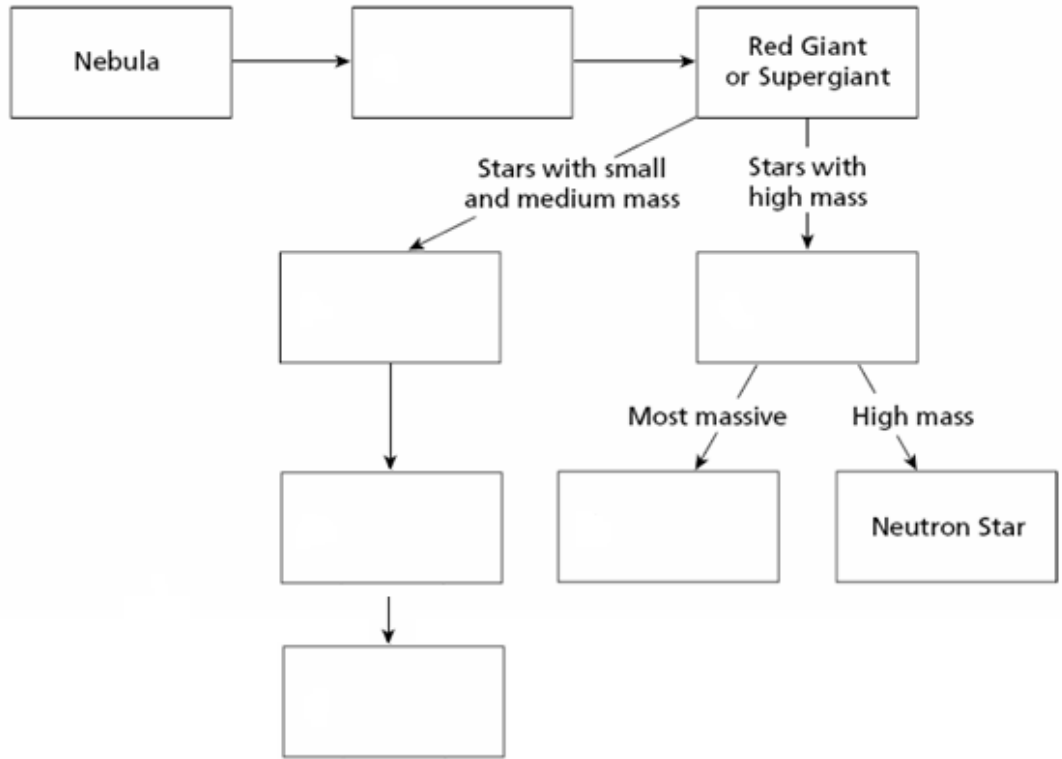 Nebula
Red Giant
or Supergiant
Stars with small
and medium mass
Stars with
high mass
Most massive
High mass
Neutron Star